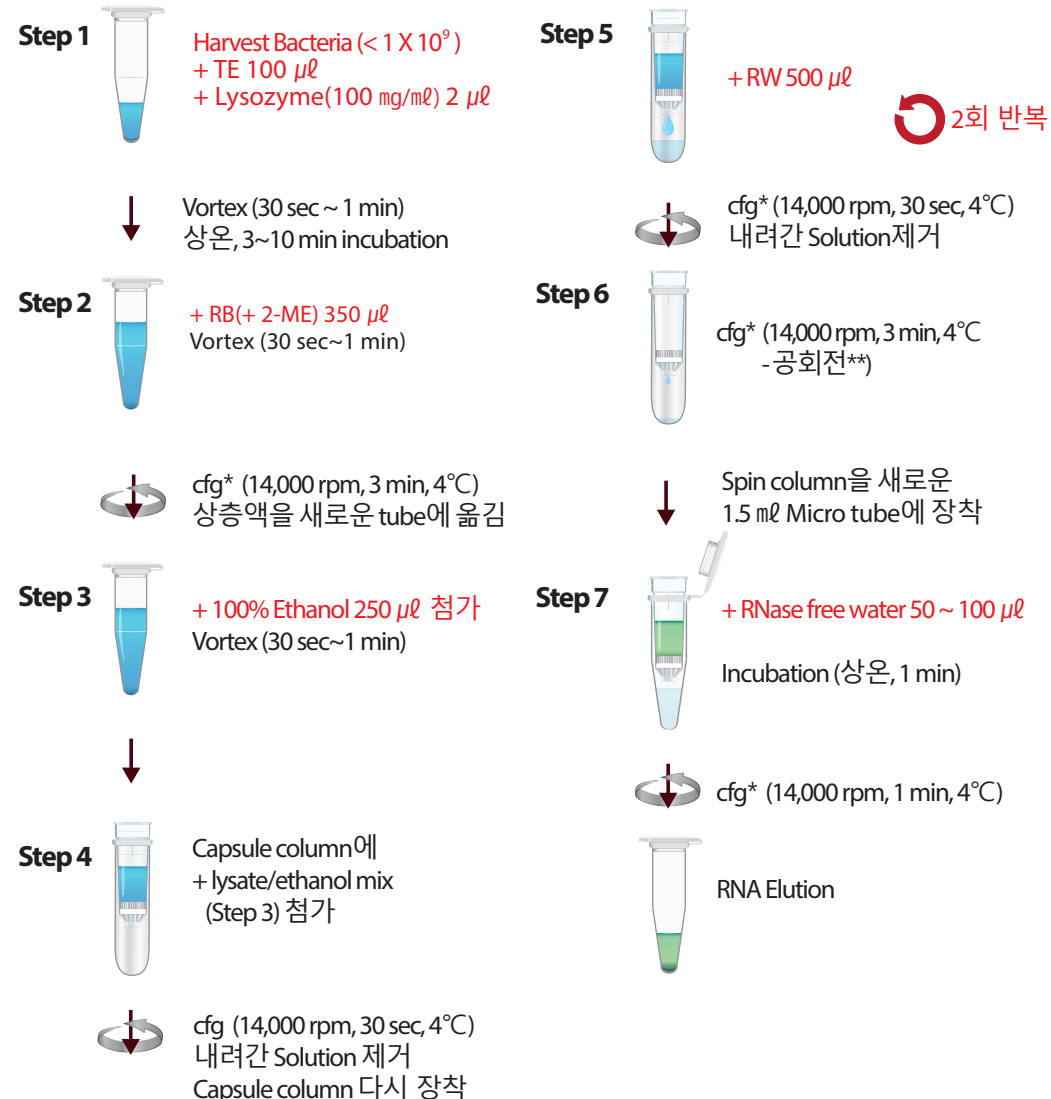 Step 1
Harvest Bacteria (< 1 X 10⁹ )
+ TE 100 µℓ
+ Lysozyme(100 ㎎/㎖) 2 µℓ
Vortex (30 sec ~ 1 min)
상온, 3~10 min incubation
Step 2
+ RB(+ 2-ME) 350 µℓ
Vortex (30 sec~1 min)
cfg* (14,000 rpm, 3 min, 4℃)
상층액을 새로운 tube에 옮김
Step 3
+ 100% Ethanol 250 µℓ 첨가
Vortex (30 sec~1 min)
Step 4
Capsule column에
+ lysate/ethanol mix
(Step 3) 첨가
cfg (14,000 rpm, 30 sec, 4℃)
내려간 Solution 제거
Capsule column 다시 장착
Step 5
+ RW 500 µℓ
2회 반복
cfg* (14,000 rpm, 30 sec, 4℃)
내려간 Solution제거
Step 6
cfg* (14,000 rpm, 3 min, 4℃
- 공회전**)
Spin column을 새로운
1.5 ㎖ Micro tube에 장착
Step 7
+ RNase free water 50 ~ 100 µℓ
Incubation (상온, 1 min)
cfg* (14,000 rpm, 1 min, 4℃)
RNA Elution